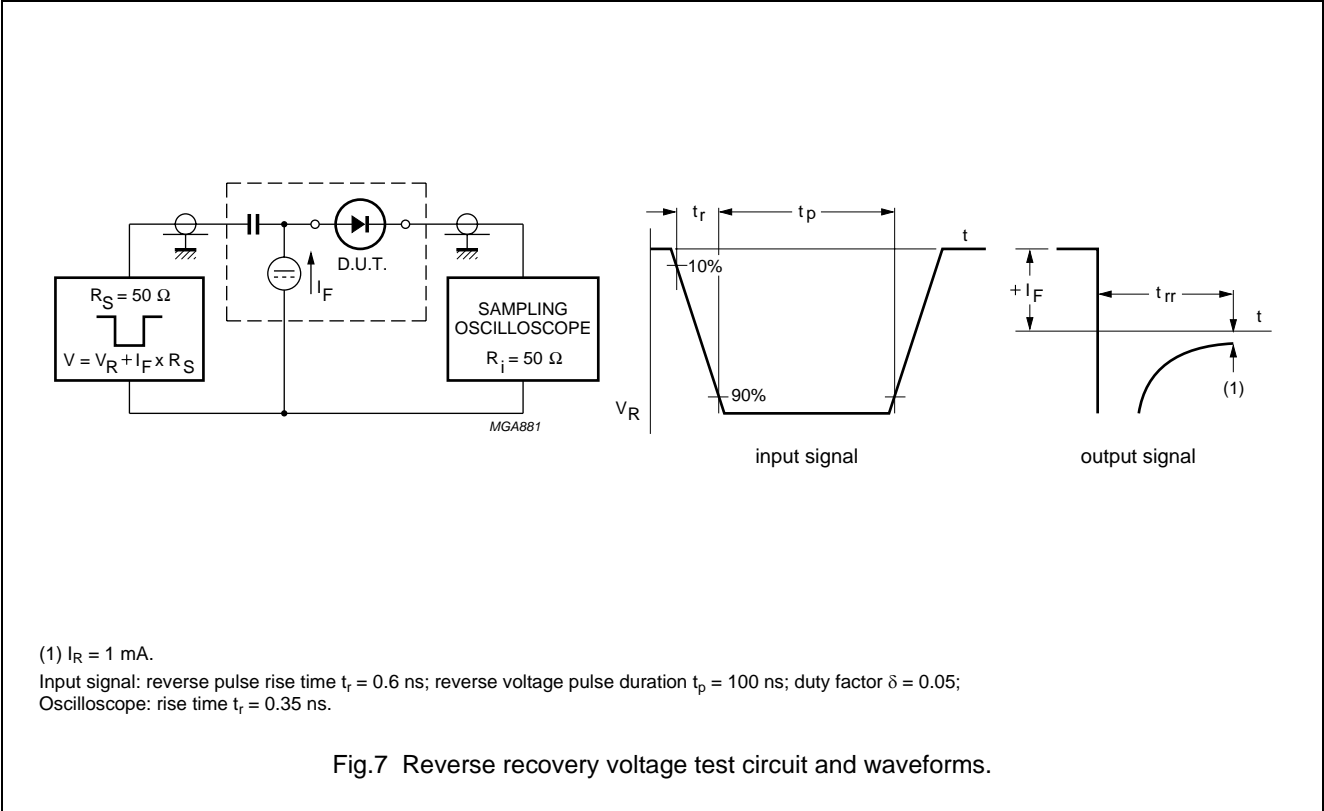 R_S = 50 Ω
V = V_R + I_F x R_S
I_F
D.U.T.
SAMPLING
OSCILLOSCOPE
R_i = 50 Ω
MGA881
t_r
t_p
t
10%
90%
V_R
input signal
+ I_F
t_rr
t
(1)
output signal
(1) I_R = 1 mA.
Input signal: reverse pulse rise time t_r = 0.6 ns; reverse voltage pulse duration t_p = 100 ns; duty factor δ = 0.05;
Oscilloscope: rise time t_r = 0.35 ns.
Fig.7 Reverse recovery voltage test circuit and waveforms.